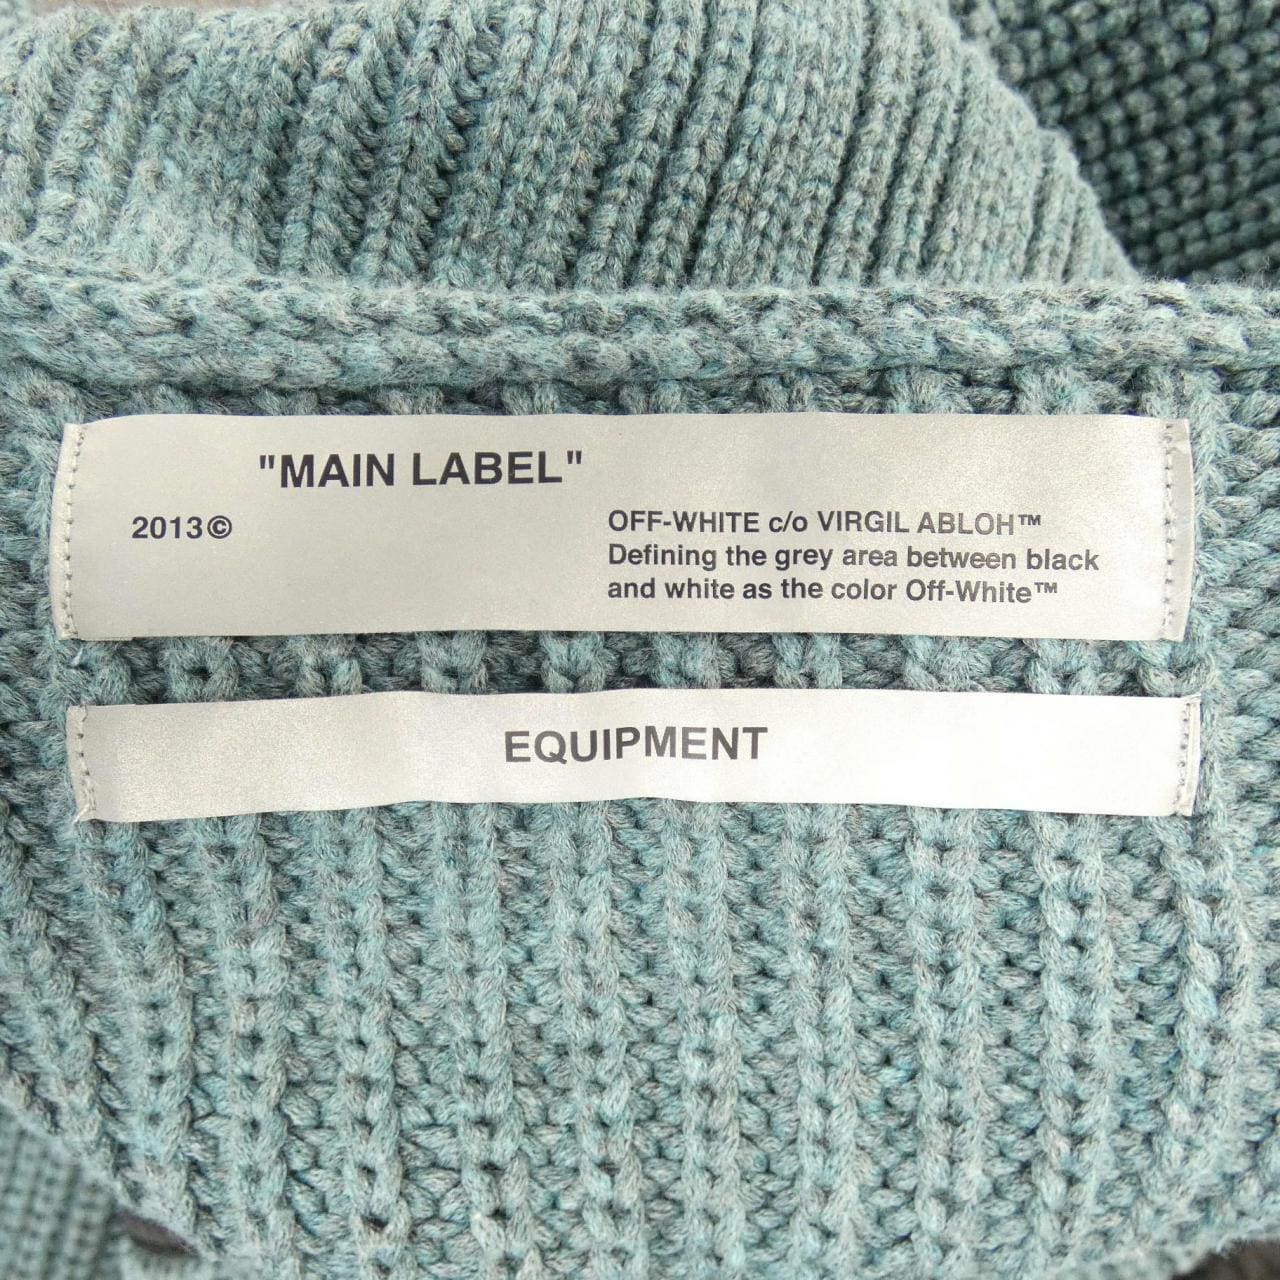 "MAIN LABEL"
2013©
OFF-WHITE c/o VIRGIL ABLOH™
Defining the grey area between black
and white as the color Off-White™
EQUIPMENT